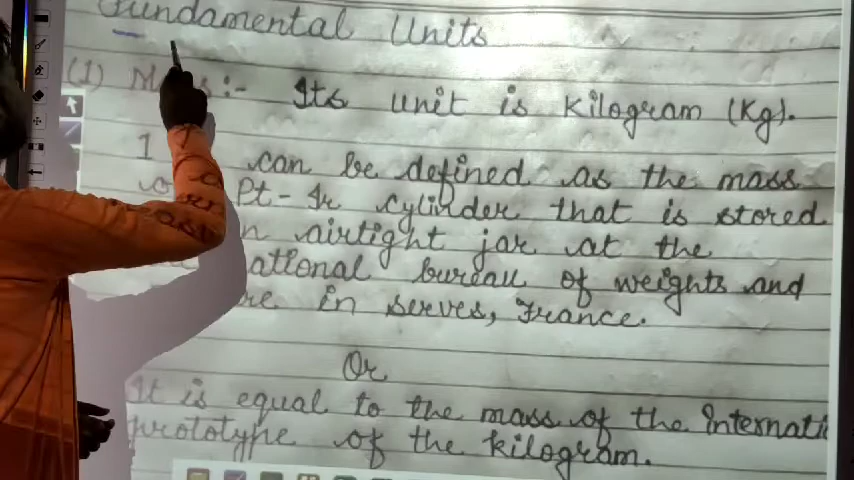 Fundamental Units
(1) Mass :- Its unit is Kilogram (Kg).
1 can be defined as the mass
Pt-Ir cylinder that is stored
airtight jar at the
ational bureau of weights and
re in serves, France.
Or
It is equal to the mass of the Internati
prototype of the kilogram.